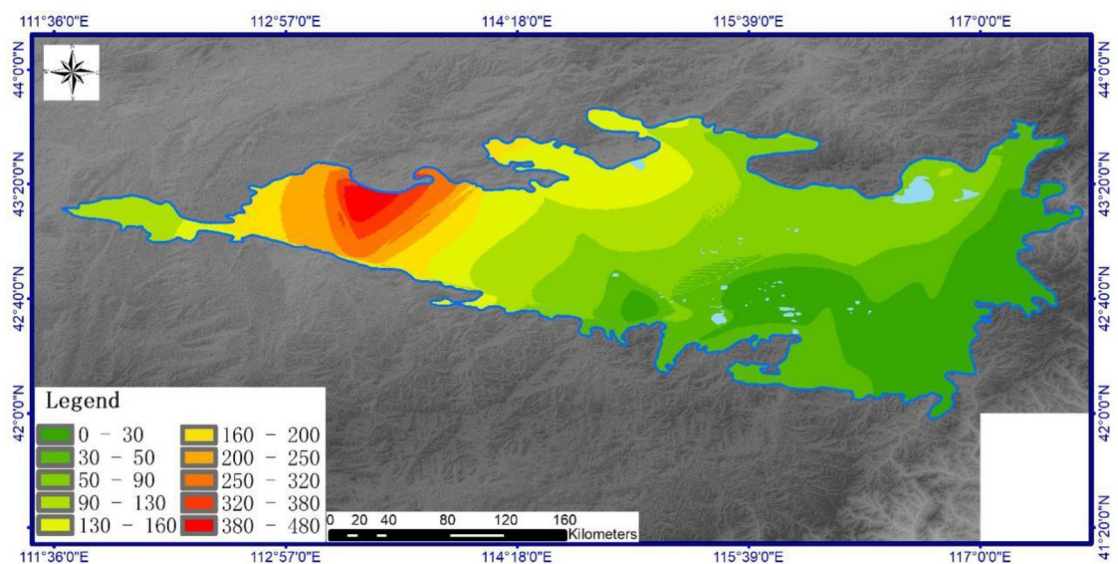 111°36'0"E 112°57'0"E 114°18'0"E 115°39'0"E 117°0'0"E
44°0'0"N 44°0'0"N
43°20'0"N 43°20'0"N
42°40'0"N 42°40'0"N
42°0'0"N 42°0'0"N
41°20'0"N
Legend
0 - 30 160 - 200
30 - 50 200 - 250
50 - 90 250 - 320
90 - 130 320 - 380
130 - 160 380 - 480
0 20 40 80 120 160
Kilometers
111°36'0"E 112°57'0"E 114°18'0"E 115°39'0"E 117°0'0"E